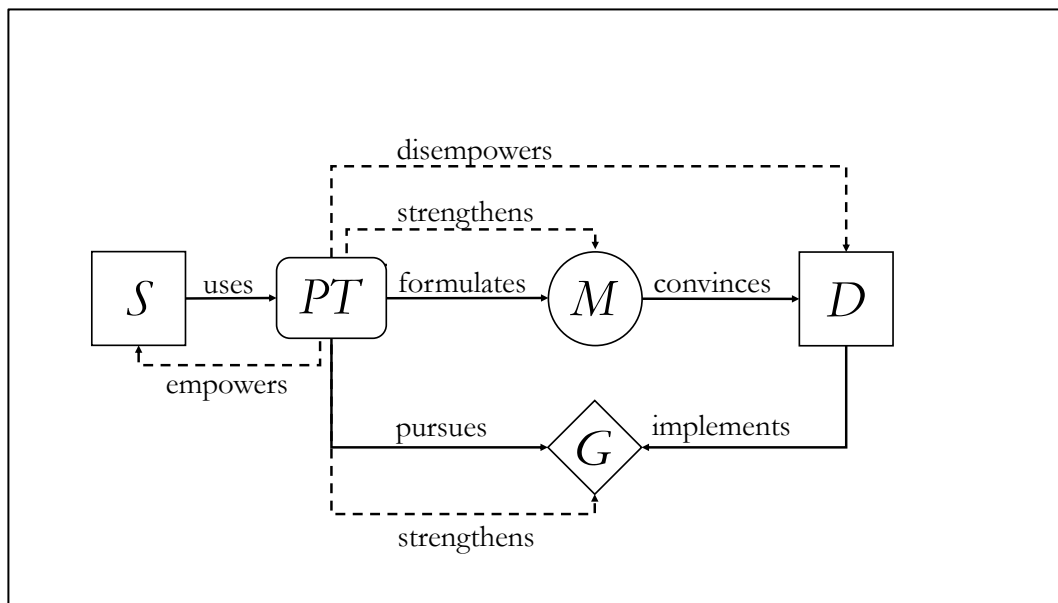 disempowers
strengthens
S uses PT formulates M convinces D
empowers
pursues G implements
strengthens